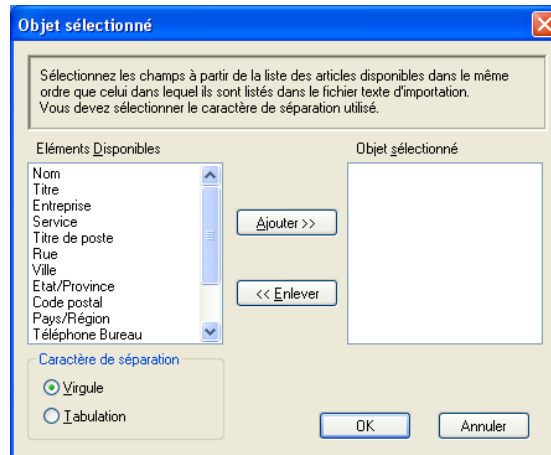 Objet sélectionné
Sélectionnez les champs à partir de la liste des articles disponibles dans le même
ordre que celui dans lequel ils sont listés dans le fichier texte d'importation.
Vous devez sélectionner le caractère de séparation utilisé.
Eléments Disponibles
Objet sélectionné
Nom
Titre
Entreprise
Service
Titre de poste
Rue
Ville
Etat/Province
Code postal
Pays/Région
Téléphone Bureau
Ajouter >>
<< Enlever
Caractère de séparation
Virgule
Tabulation
OK
Annuler